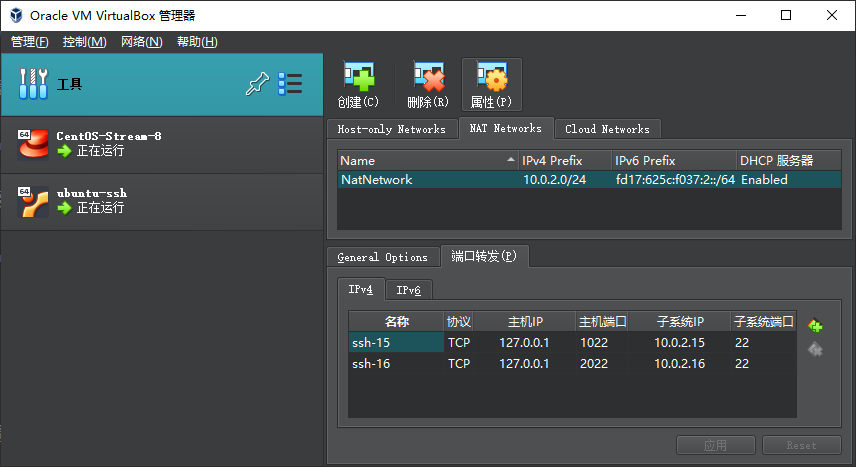 Oracle VM VirtualBox 管理器
管理(F) 控制(M) 网络(N) 帮助(H)
工具
64 CentOS-Stream-8
正在运行
64 ubuntu-ssh
正在运行
创建(C) 删除(R) 属性(P)
Host-only Networks NAT Networks Cloud Networks
Name IPv4 Prefix IPv6 Prefix DHCP 服务器
NatNetwork 10.0.2.0/24 fd17:625c:f037:2::/64 Enabled
General Options 端口转发(P)
IPv4 IPv6
名称 协议 主机IP 主机端口 子系统IP 子系统端口
ssh-15 TCP 127.0.0.1 1022 10.0.2.15 22
ssh-16 TCP 127.0.0.1 2022 10.0.2.16 22
应用 Reset